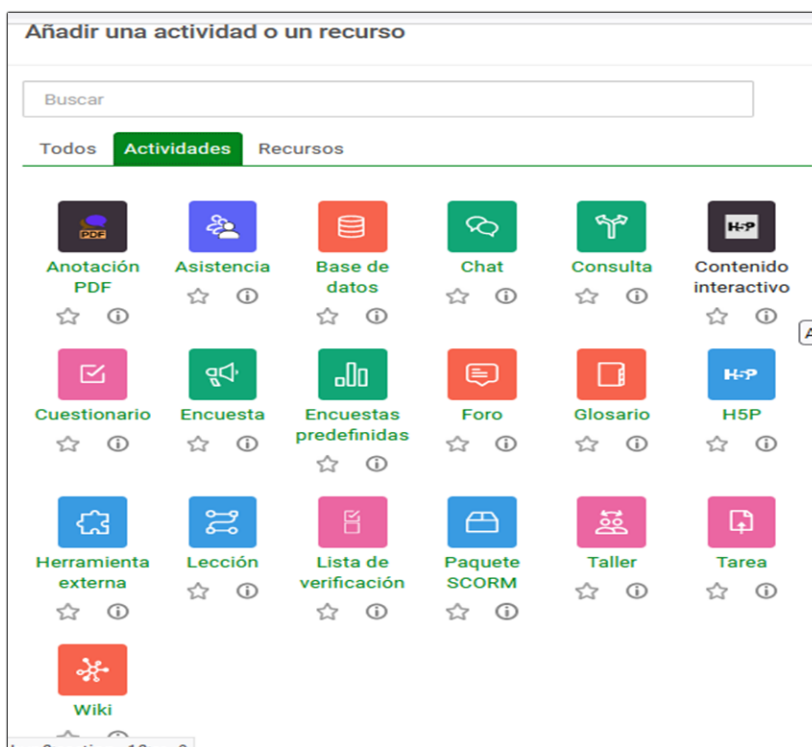 Añadir una actividad o un recurso
Buscar
Todos Actividades Recursos
PDF H5P
Anotación PDF
Asistencia
Base de datos
Chat
Consulta
Contenido interactivo
H5P
Cuestionario
Encuesta
Encuestas predefinidas
Foro
Glosario
H5P
Herramienta externa
Lección
Lista de verificación
Paquete SCORM
Taller
Tarea
Wiki